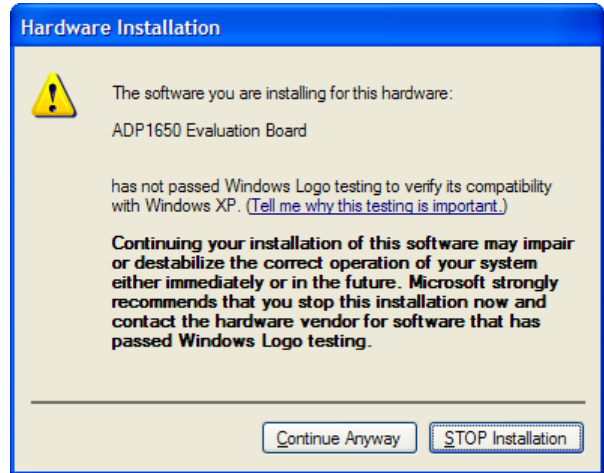 Hardware Installation
The software you are installing for this hardware:
ADP1650 Evaluation Board
has not passed Windows Logo testing to verify its compatibility
with Windows XP. (Tell me why this testing is important.)
Continuing your installation of this software may impair
or destabilize the correct operation of your system
either immediately or in the future. Microsoft strongly
recommends that you stop this installation now and
contact the hardware vendor for software that has
passed Windows Logo testing.
Continue Anyway STOP Installation